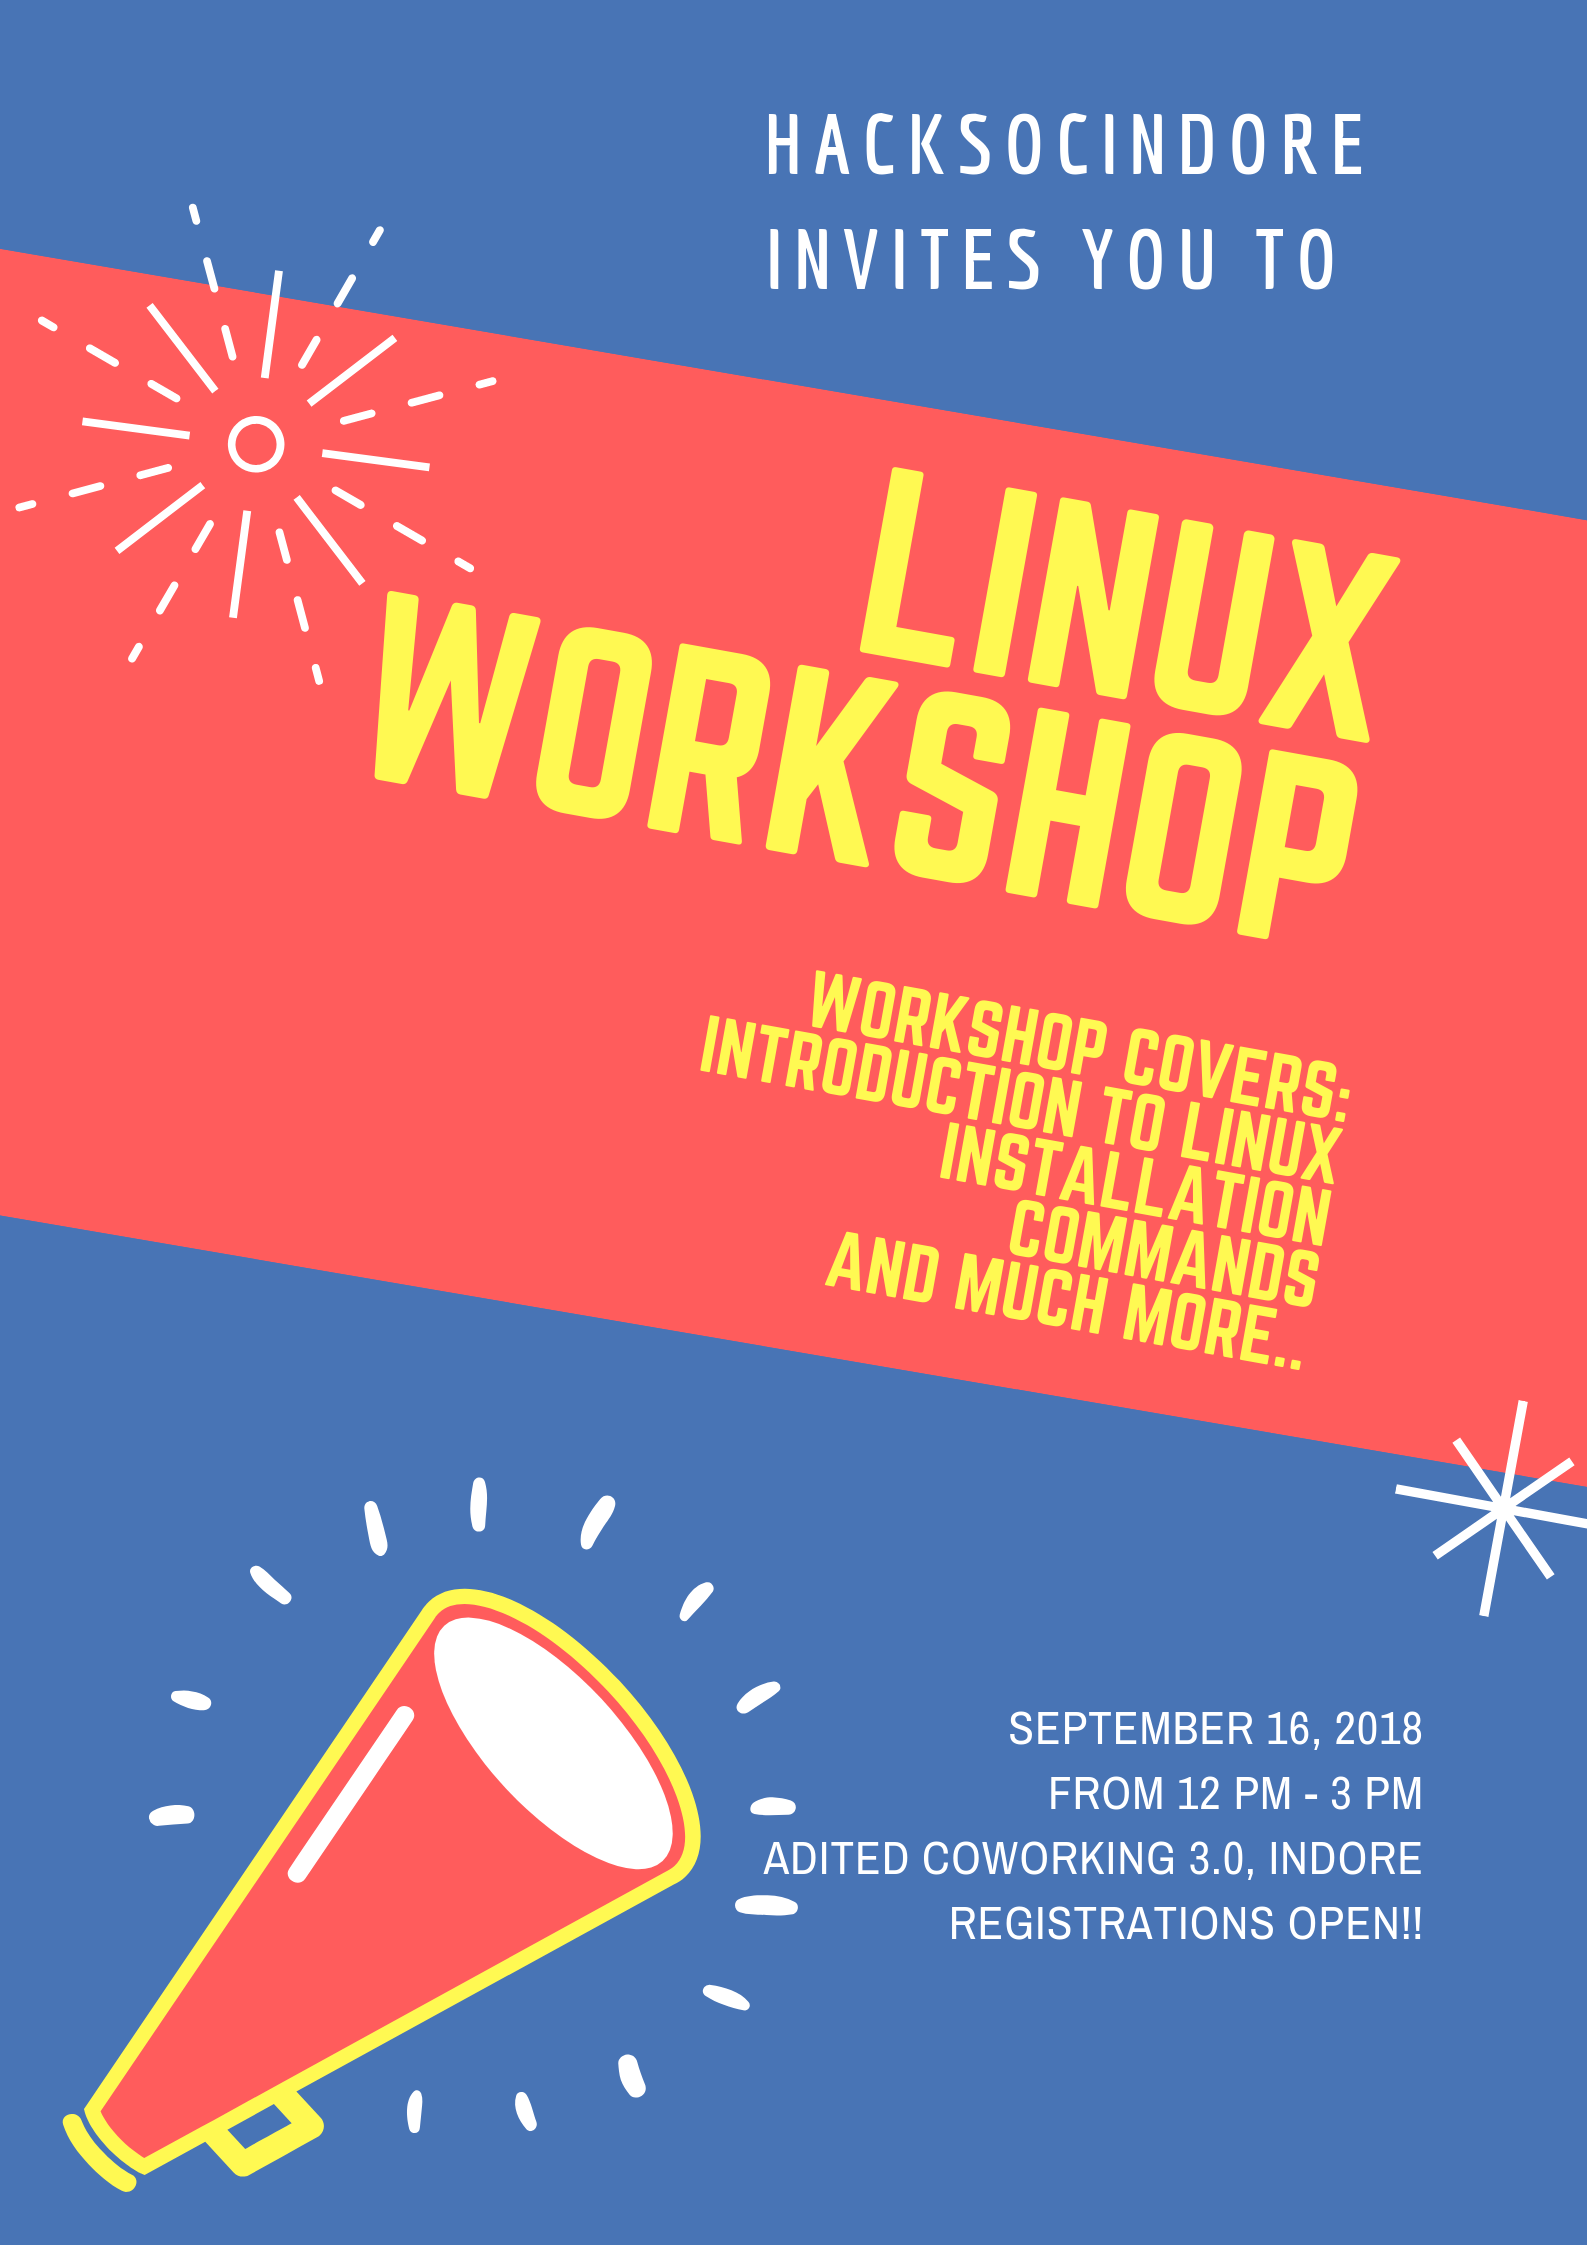 HACKSOCINDORE
INVITES YOU TO
LINUX
WORKSHOP
WORKSHOP COVERS:
INTRODUCTION TO LINUX
INSTALLATION
COMMANDS
AND MUCH MORE..
SEPTEMBER 16, 2018
FROM 12 PM - 3 PM
ADITED COWORKING 3.0, INDORE
REGISTRATIONS OPEN!!